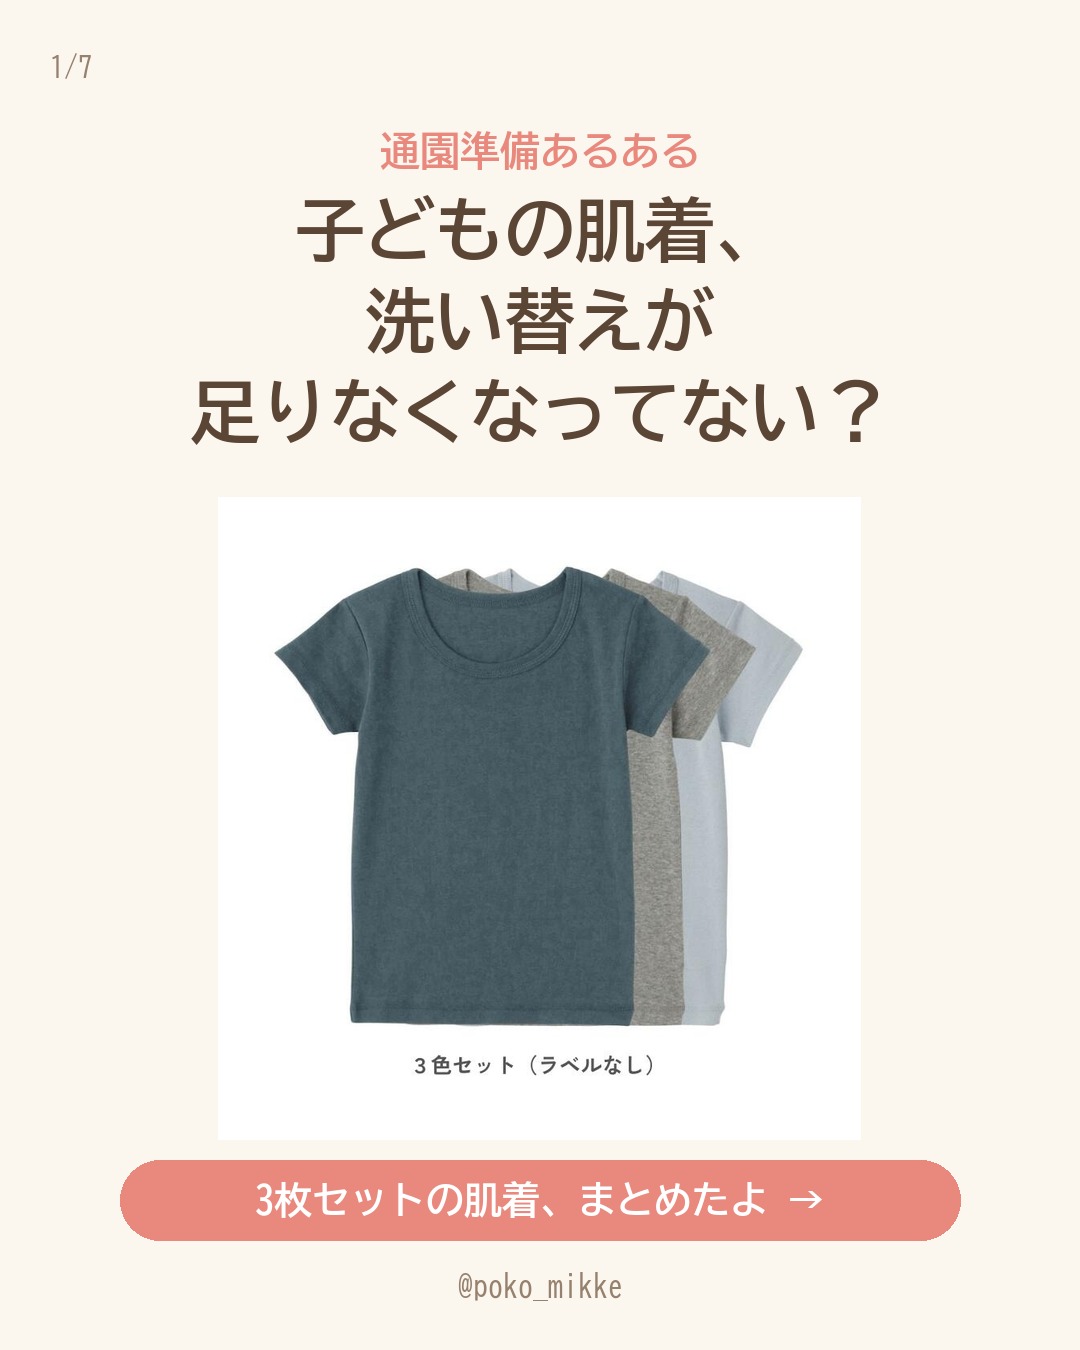 1/7
通園準備あるある
子どもの肌着、
洗い替えが
足りなくなってない？
３色セット（ラベルなし）
3枚セットの肌着、まとめたよ →
@poko_mikke